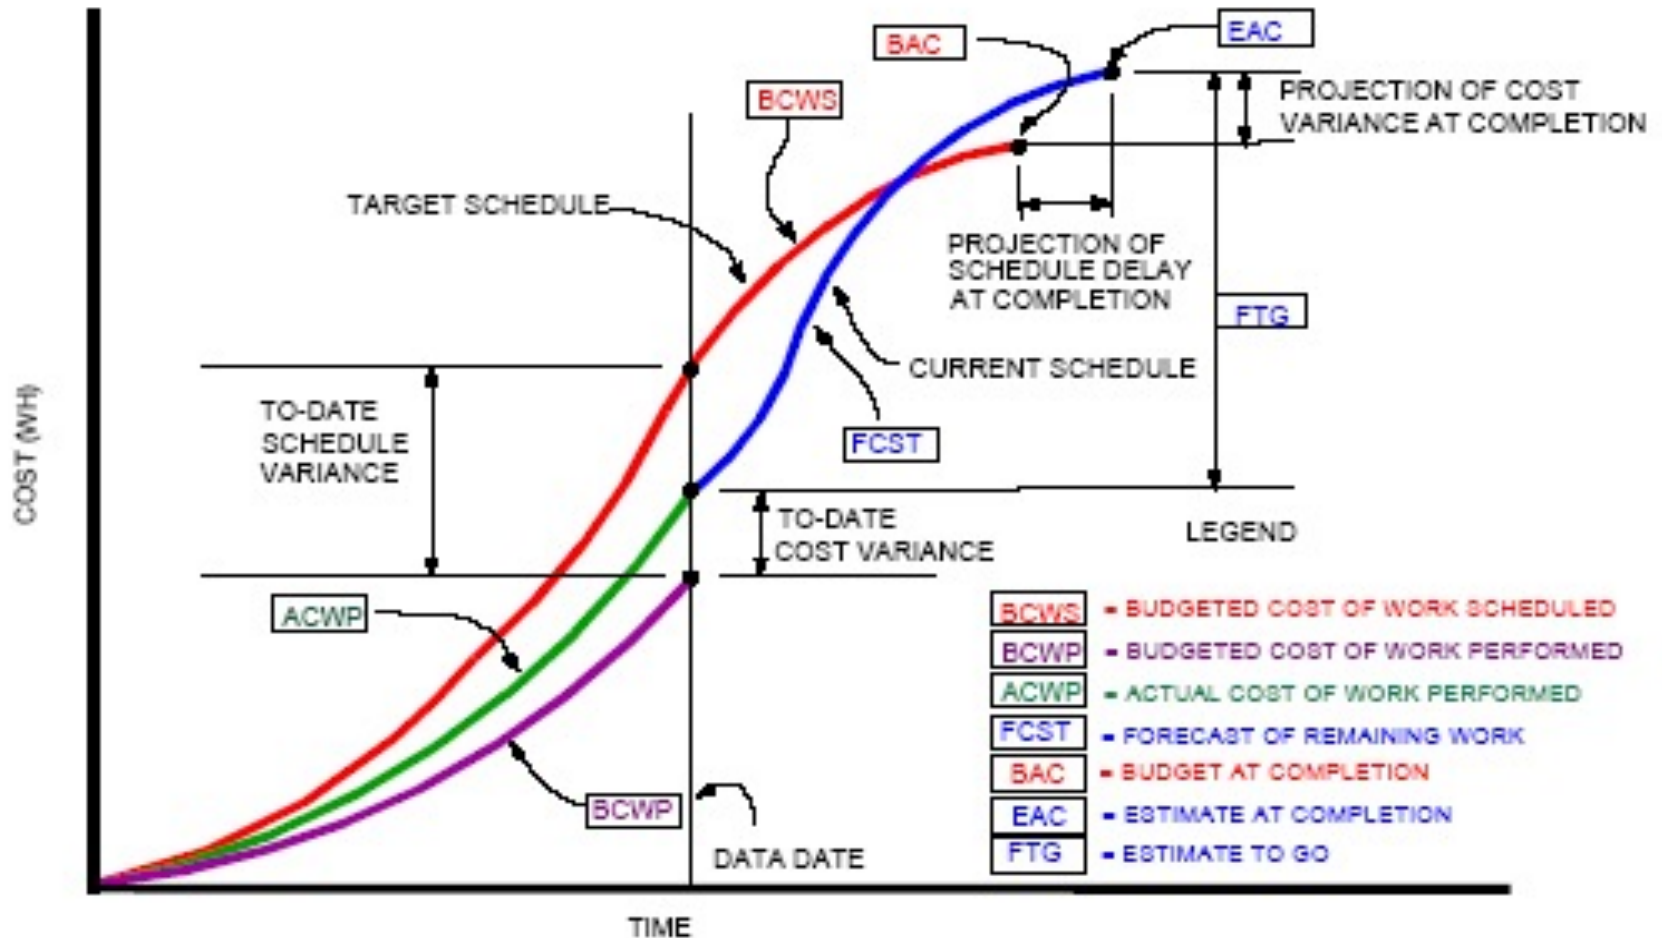 EAC
BAC
BCWS
PROJECTION OF COST
VARIANCE AT COMPLETION
TARGET SCHEDULE
PROJECTION OF
SCHEDULE DELAY
AT COMPLETION
FTG
CURRENT SCHEDULE
TO-DATE
SCHEDULE
VARIANCE
FCST
COST (WH)
TO-DATE
COST VARIANCE
LEGEND
ACWP
BCWS = BUDGETED COST OF WORK SCHEDULED
BCWP = BUDGETED COST OF WORK PERFORMED
ACWP = ACTUAL COST OF WORK PERFORMED
FCST = FORECAST OF REMAINING WORK
BAC = BUDGET AT COMPLETION
EAC = ESTIMATE AT COMPLETION
FTG = ESTIMATE TO GO
BCWP
DATA DATE
TIME